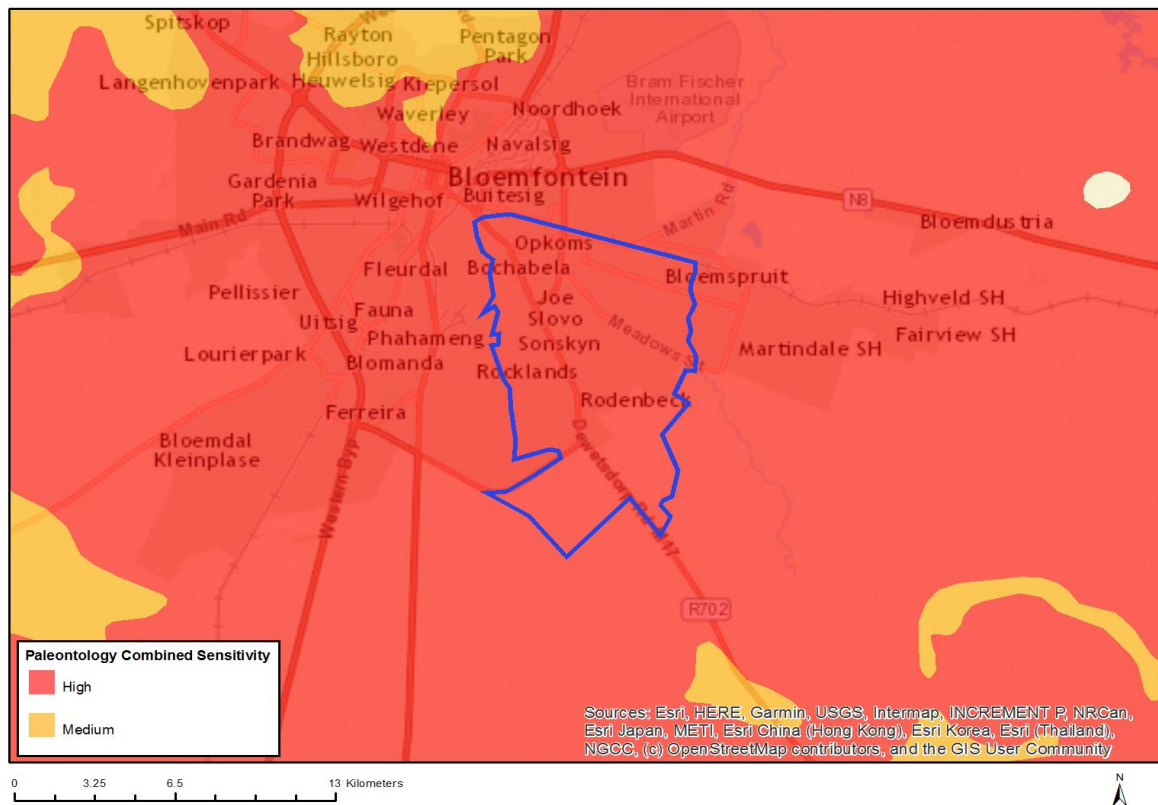 Spitskop
Rayton
Pentagon
Park
Hillsboro
Langenhovenpark
Heuwelsig
Kiepersol
Bram Fischer
International
Airport
Waverley
Noordhoek
Brandwag
Westdene
Navalsig
Bloemfontein
Gardenia
Park
Wilgehof
Buitesig
Martin Rd
N8
Main Rd
Bloemdustria
Opkoms
Fleurdal
Bochabela
Bloemspruit
Pellissier
Joe
Slovo
Highveld SH
Fauna
Uitsig
Meadows St
Fairview SH
Phahameng
Sonskyn
Martindale SH
Lourierpark
Blomanda
Rocklands
Rodenbeck
Ferreira
Bloemdal
Kleinplase
Dewetsdorp Rd M17
Western Byp
R702
Paleontology Combined Sensitivity
High
Medium
Sources: Esri, HERE, Garmin, USGS, Intermap, INCREMENT P, NRCan,
Esri Japan, METI, Esri China (Hong Kong), Esri Korea, Esri (Thailand),
NGCC, (c) OpenStreetMap contributors, and the GIS User Community
0 3.25 6.5 13 Kilometers
N